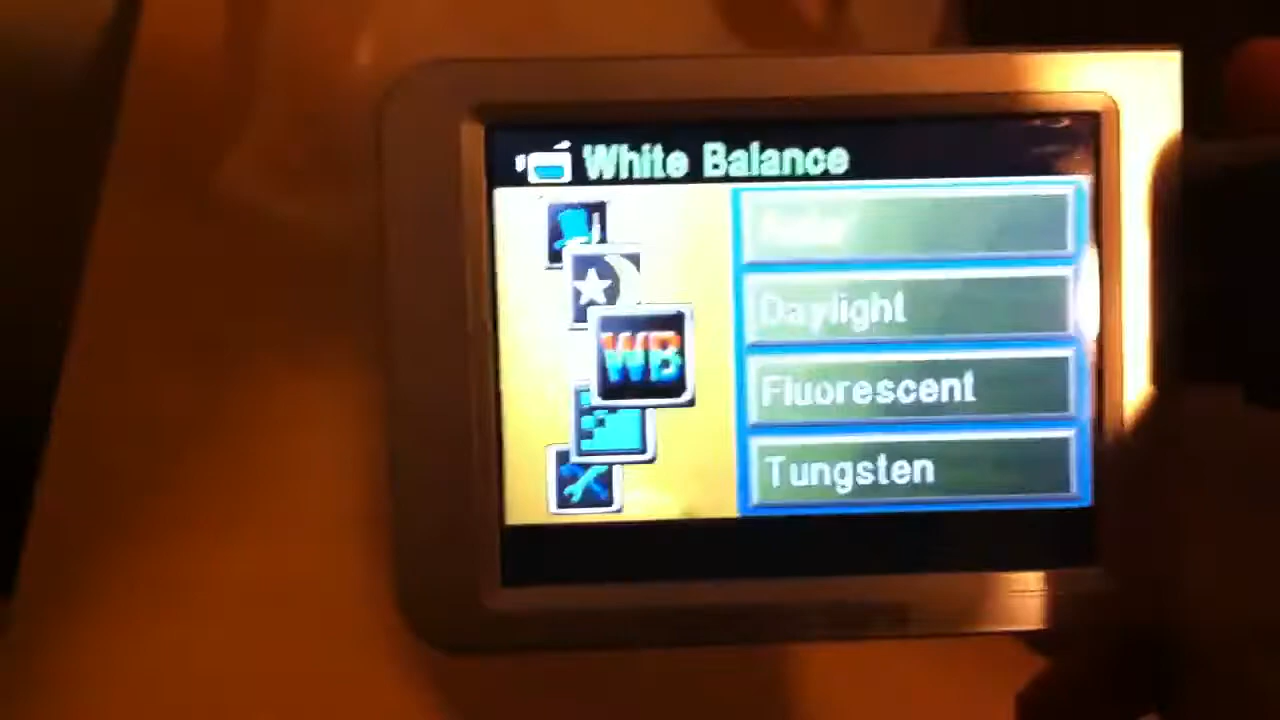 White Balance
WB
Daylight
Fluorescent
Tungsten